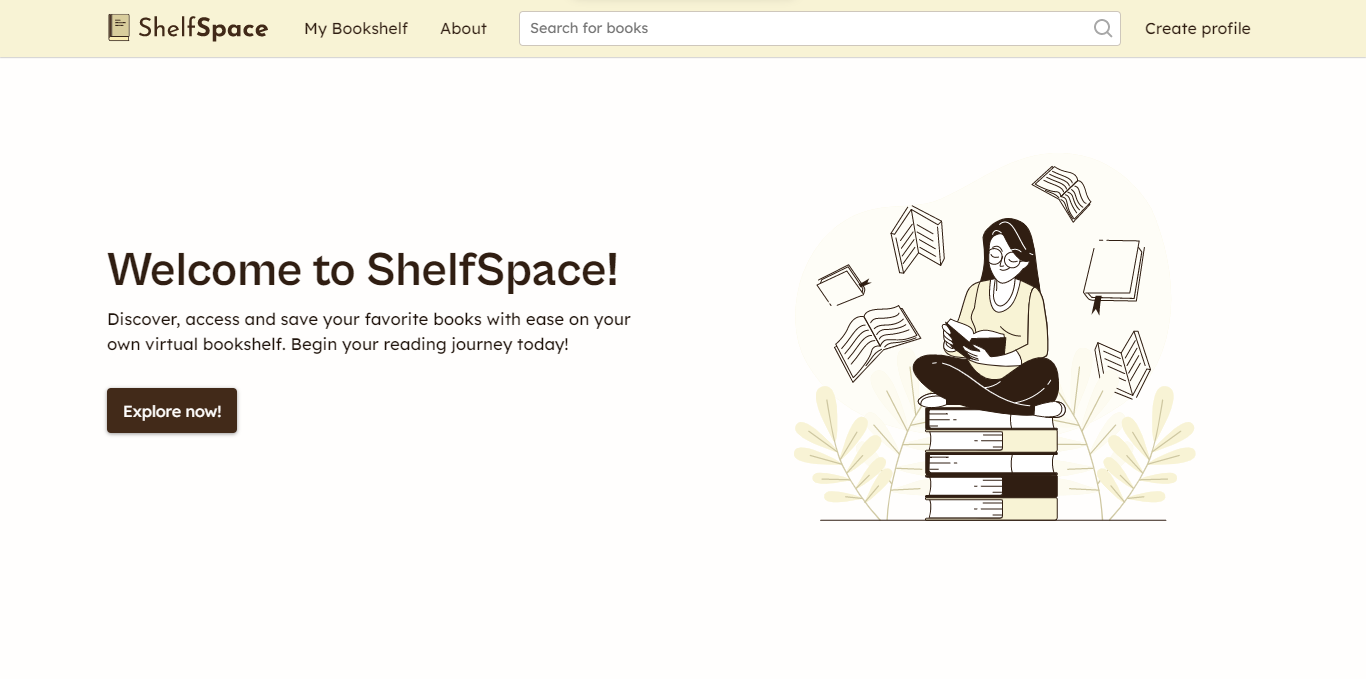 ShelfSpace
My Bookshelf
About
Search for books
Create profile
Welcome to ShelfSpace!
Discover, access and save your favorite books with ease on your
own virtual bookshelf. Begin your reading journey today!
Explore now!